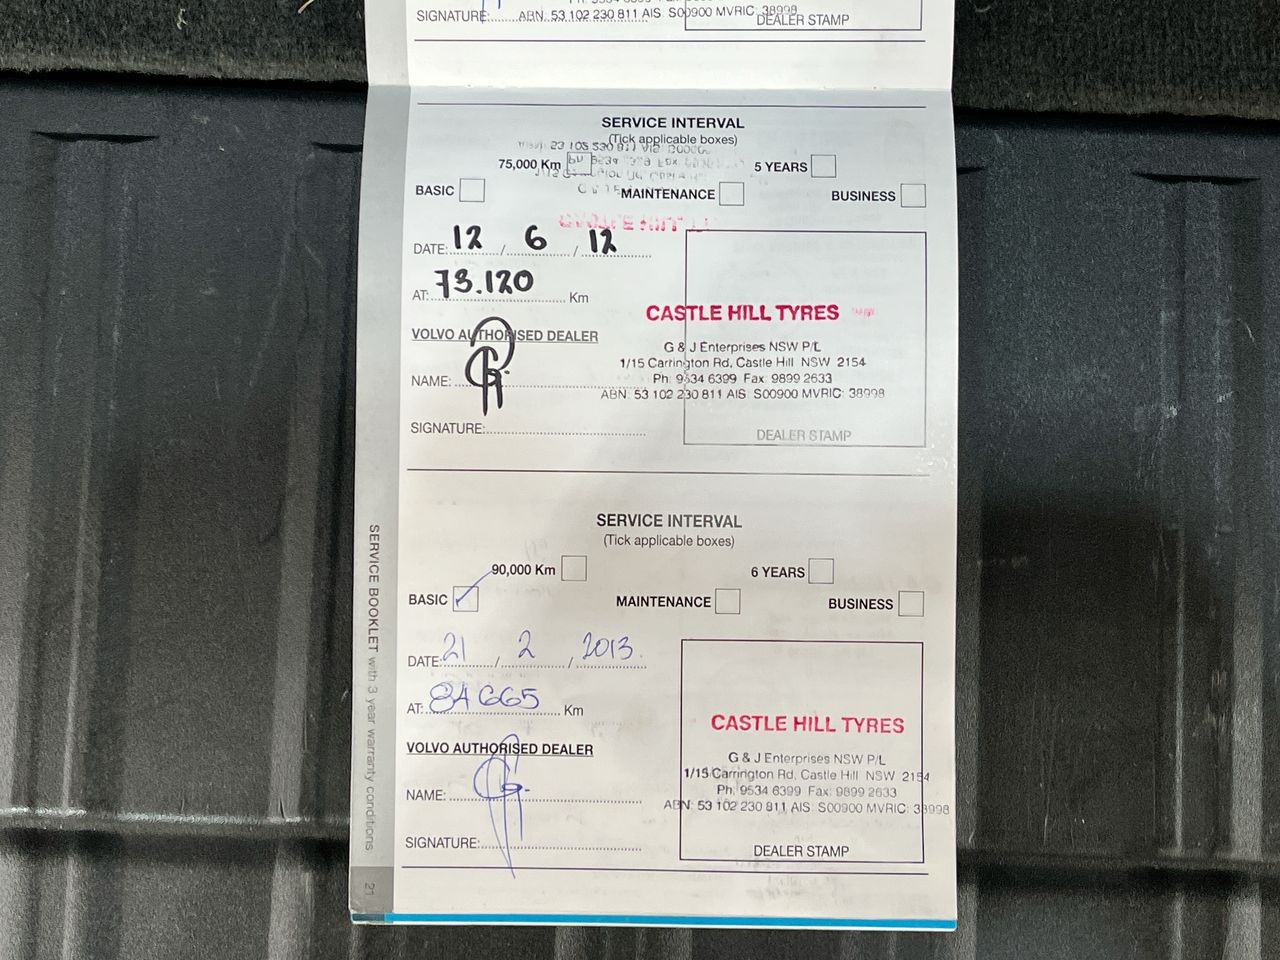 SIGNATURE:
ABN: 53 102 230 811 AIS: S00900 MVRIC: 38998
DEALER STAMP
SERVICE INTERVAL
(Tick applicable boxes)
75,000 Km
5 YEARS
BASIC
MAINTENANCE
BUSINESS
DATE: 12 / 6 / 12
AT: 73.120 Km
CASTLE HILL TYRES
VOLVO AUTHORISED DEALER
G & J Enterprises NSW P/L
1/15 Carrington Rd, Castle Hill NSW 2154
NAME:
Ph: 9634 6399 Fax: 9899 2633
ABN: 53 102 230 811 AIS: S00900 MVRIC: 38998
SIGNATURE:
DEALER STAMP
SERVICE INTERVAL
(Tick applicable boxes)
90,000 Km
6 YEARS
BASIC
MAINTENANCE
BUSINESS
DATE: 21 / 2 / 2013
AT: 84665 Km
CASTLE HILL TYRES
VOLVO AUTHORISED DEALER
G & J Enterprises NSW P/L
1/15 Carrington Rd, Castle Hill NSW 2154
NAME:
Ph: 9634 6399 Fax: 9899 2633
ABN: 53 102 230 811 AIS: S00900 MVRIC: 38998
SIGNATURE:
DEALER STAMP
SERVICE BOOKLET with 3 year warranty conditions
21